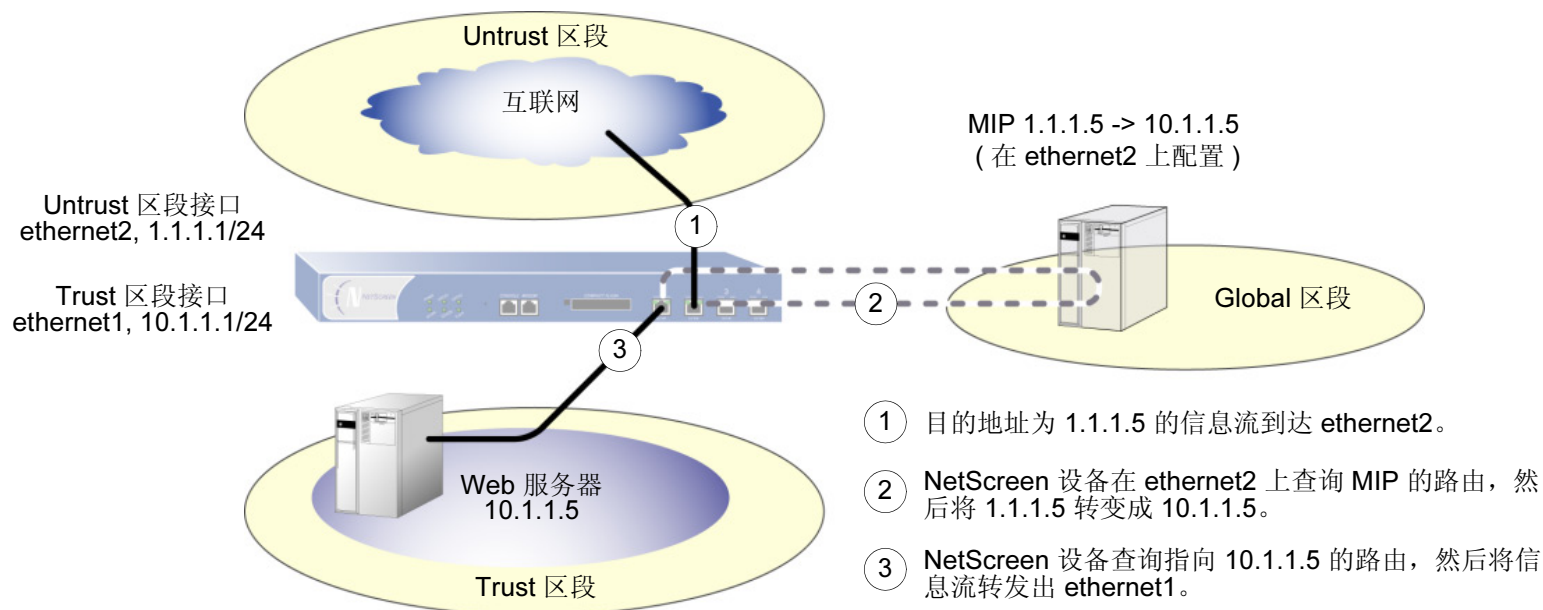 Untrust 区段
互联网
MIP 1.1.1.5 -> 10.1.1.5
( 在 ethernet2 上配置 )
Untrust 区段接口
ethernet2, 1.1.1.1/24
Trust 区段接口
ethernet1, 10.1.1.1/24
1
2
3
NETSCREEN
Global 区段
Web 服务器
10.1.1.5
Trust 区段
1 目的地址为 1.1.1.5 的信息流到达 ethernet2。
2 NetScreen 设备在 ethernet2 上查询 MIP 的路由，然
后将 1.1.1.5 转变成 10.1.1.5。
3 NetScreen 设备查询指向 10.1.1.5 的路由，然后将信
息流转发出 ethernet1。